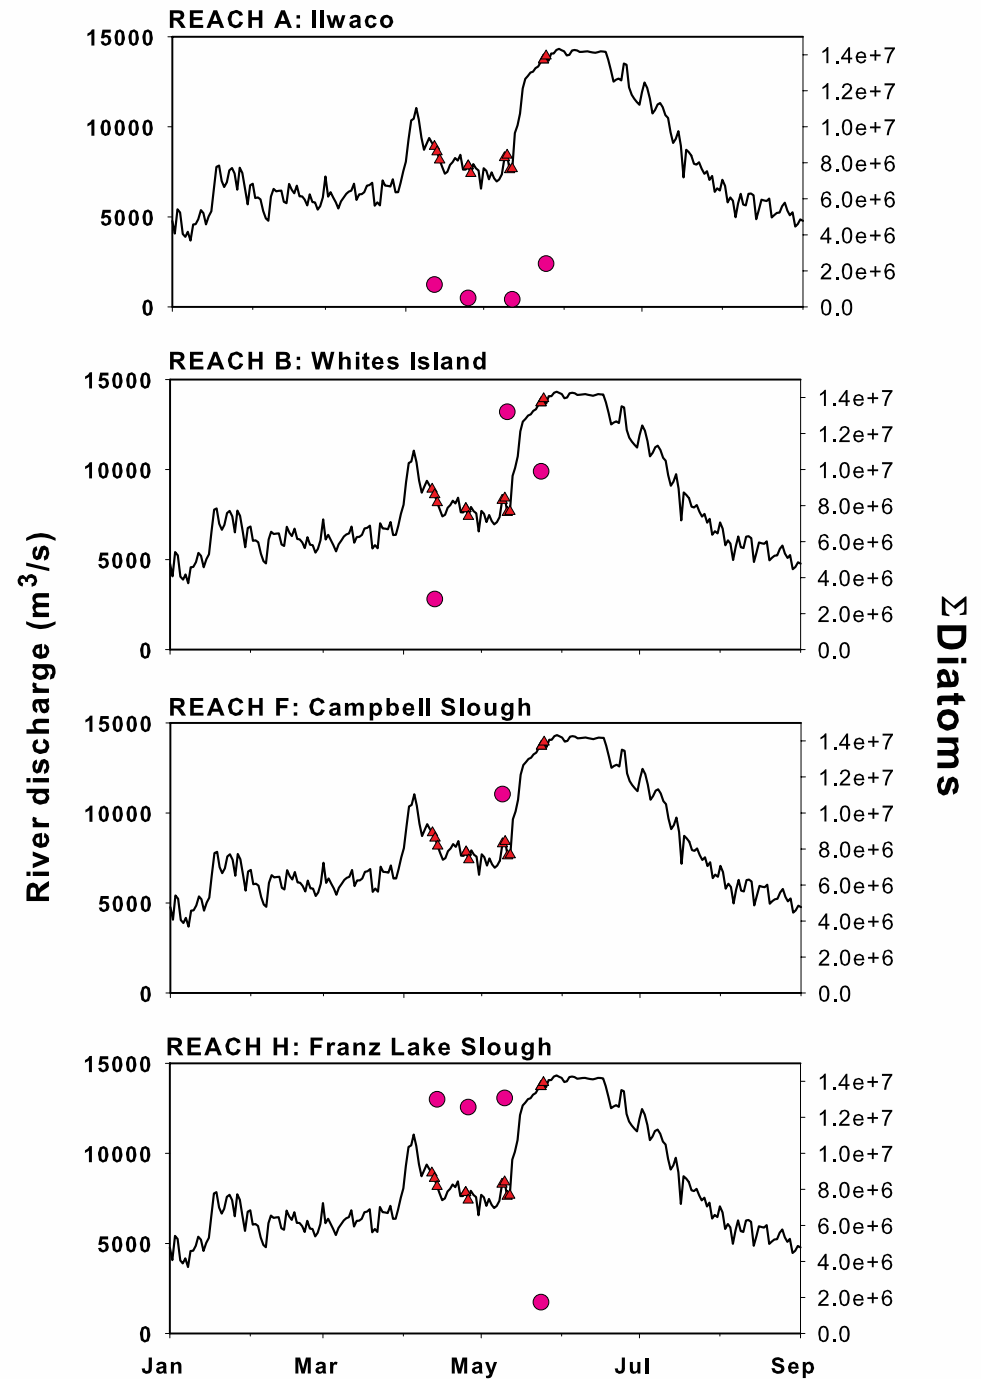 REACH A: Ilwaco
15000
10000
5000
0
1.4e+7
1.2e+7
1.0e+7
8.0e+6
6.0e+6
4.0e+6
2.0e+6
0.0
REACH B: Whites Island
15000
10000
5000
0
1.4e+7
1.2e+7
1.0e+7
8.0e+6
6.0e+6
4.0e+6
2.0e+6
0.0
River discharge (m³/s)
ΣDiatoms
REACH F: Campbell Slough
15000
10000
5000
0
1.4e+7
1.2e+7
1.0e+7
8.0e+6
6.0e+6
4.0e+6
2.0e+6
0.0
REACH H: Franz Lake Slough
15000
10000
5000
0
1.4e+7
1.2e+7
1.0e+7
8.0e+6
6.0e+6
4.0e+6
2.0e+6
0.0
Jan Mar May Jul Sep